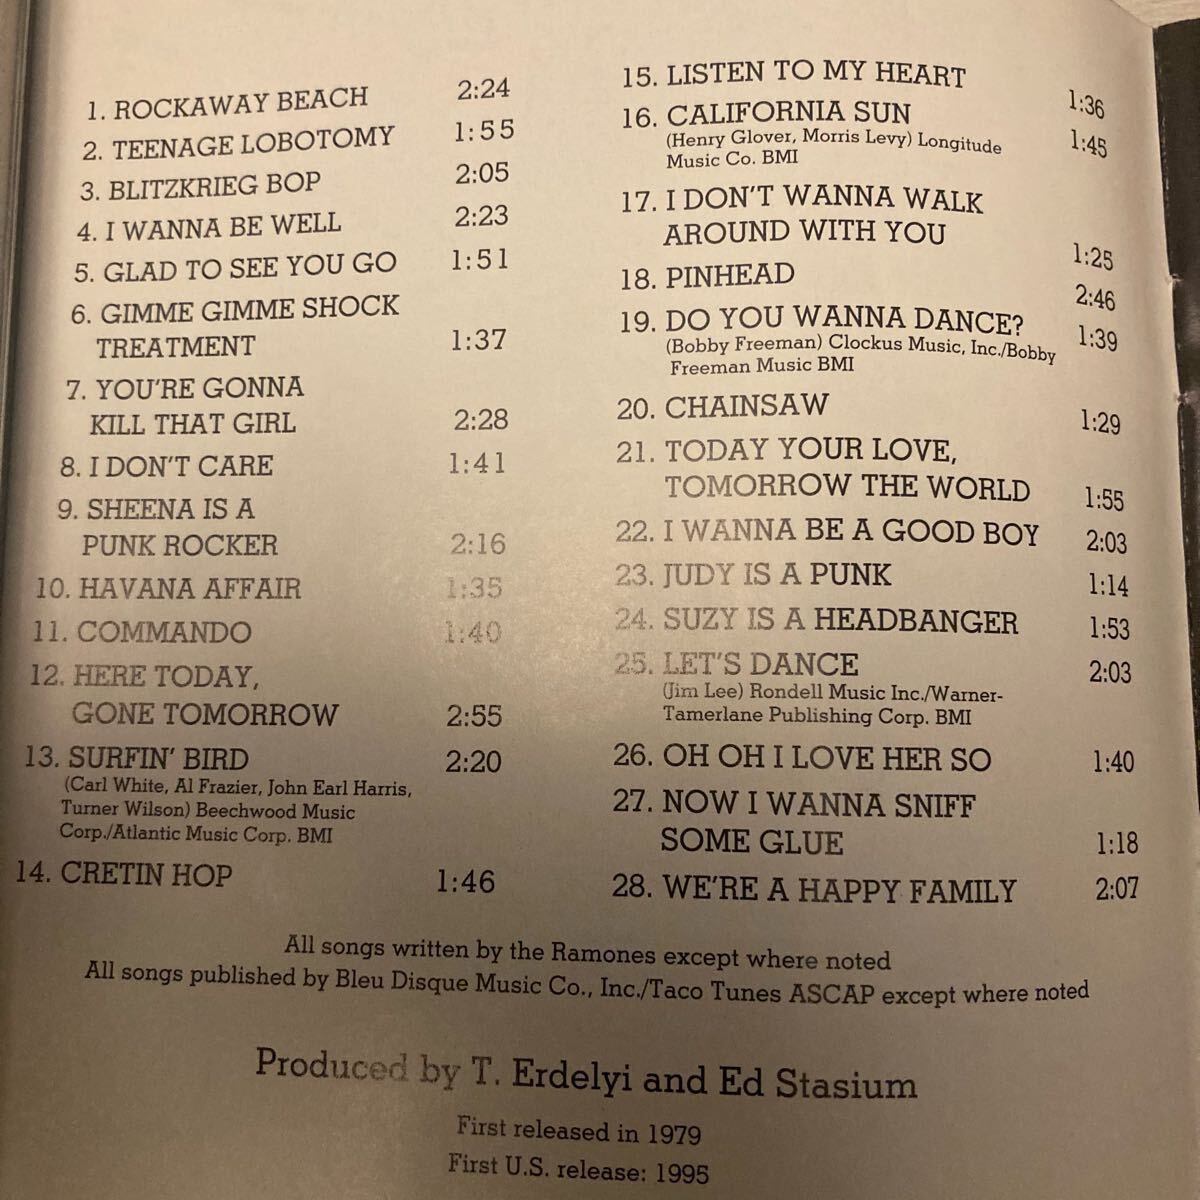 1. ROCKAWAY BEACH 2:24
2. TEENAGE LOBOTOMY 1:55
3. BLITZKRIEG BOP 2:05
4. I WANNA BE WELL 2:23
5. GLAD TO SEE YOU GO 1:51
6. GIMME GIMME SHOCK
TREATMENT 1:37
7. YOU'RE GONNA
KILL THAT GIRL 2:28
8. I DON'T CARE 1:41
9. SHEENA IS A
PUNK ROCKER 2:16
10. HAVANA AFFAIR 1:35
11. COMMANDO 1:40
12. HERE TODAY,
GONE TOMORROW 2:55
13. SURFIN' BIRD 2:20
(Carl White, Al Frazier, John Earl Harris,
Turner Wilson) Beechwood Music
Corp./Atlantic Music Corp. BMI
14. CRETIN HOP 1:46
15. LISTEN TO MY HEART 1:36
16. CALIFORNIA SUN 1:45
(Henry Glover, Morris Levy) Longitude
Music Co. BMI
17. I DON'T WANNA WALK
AROUND WITH YOU 1:25
18. PINHEAD 2:46
19. DO YOU WANNA DANCE? 1:39
(Bobby Freeman) Clockus Music, Inc./Bobby
Freeman Music BMI
20. CHAINSAW 1:29
21. TODAY YOUR LOVE,
TOMORROW THE WORLD 1:55
22. I WANNA BE A GOOD BOY 2:03
23. JUDY IS A PUNK 1:14
24. SUZY IS A HEADBANGER 1:53
25. LET'S DANCE 2:03
(Jim Lee) Rondell Music Inc./Warner-
Tamerlane Publishing Corp. BMI
26. OH OH I LOVE HER SO 1:40
27. NOW I WANNA SNIFF
SOME GLUE 1:18
28. WE'RE A HAPPY FAMILY 2:07
All songs written by the Ramones except where noted
All songs published by Bleu Disque Music Co., Inc./Taco Tunes ASCAP except where noted
Produced by T. Erdelyi and Ed Stasium
First released in 1979
First U.S. release: 1995